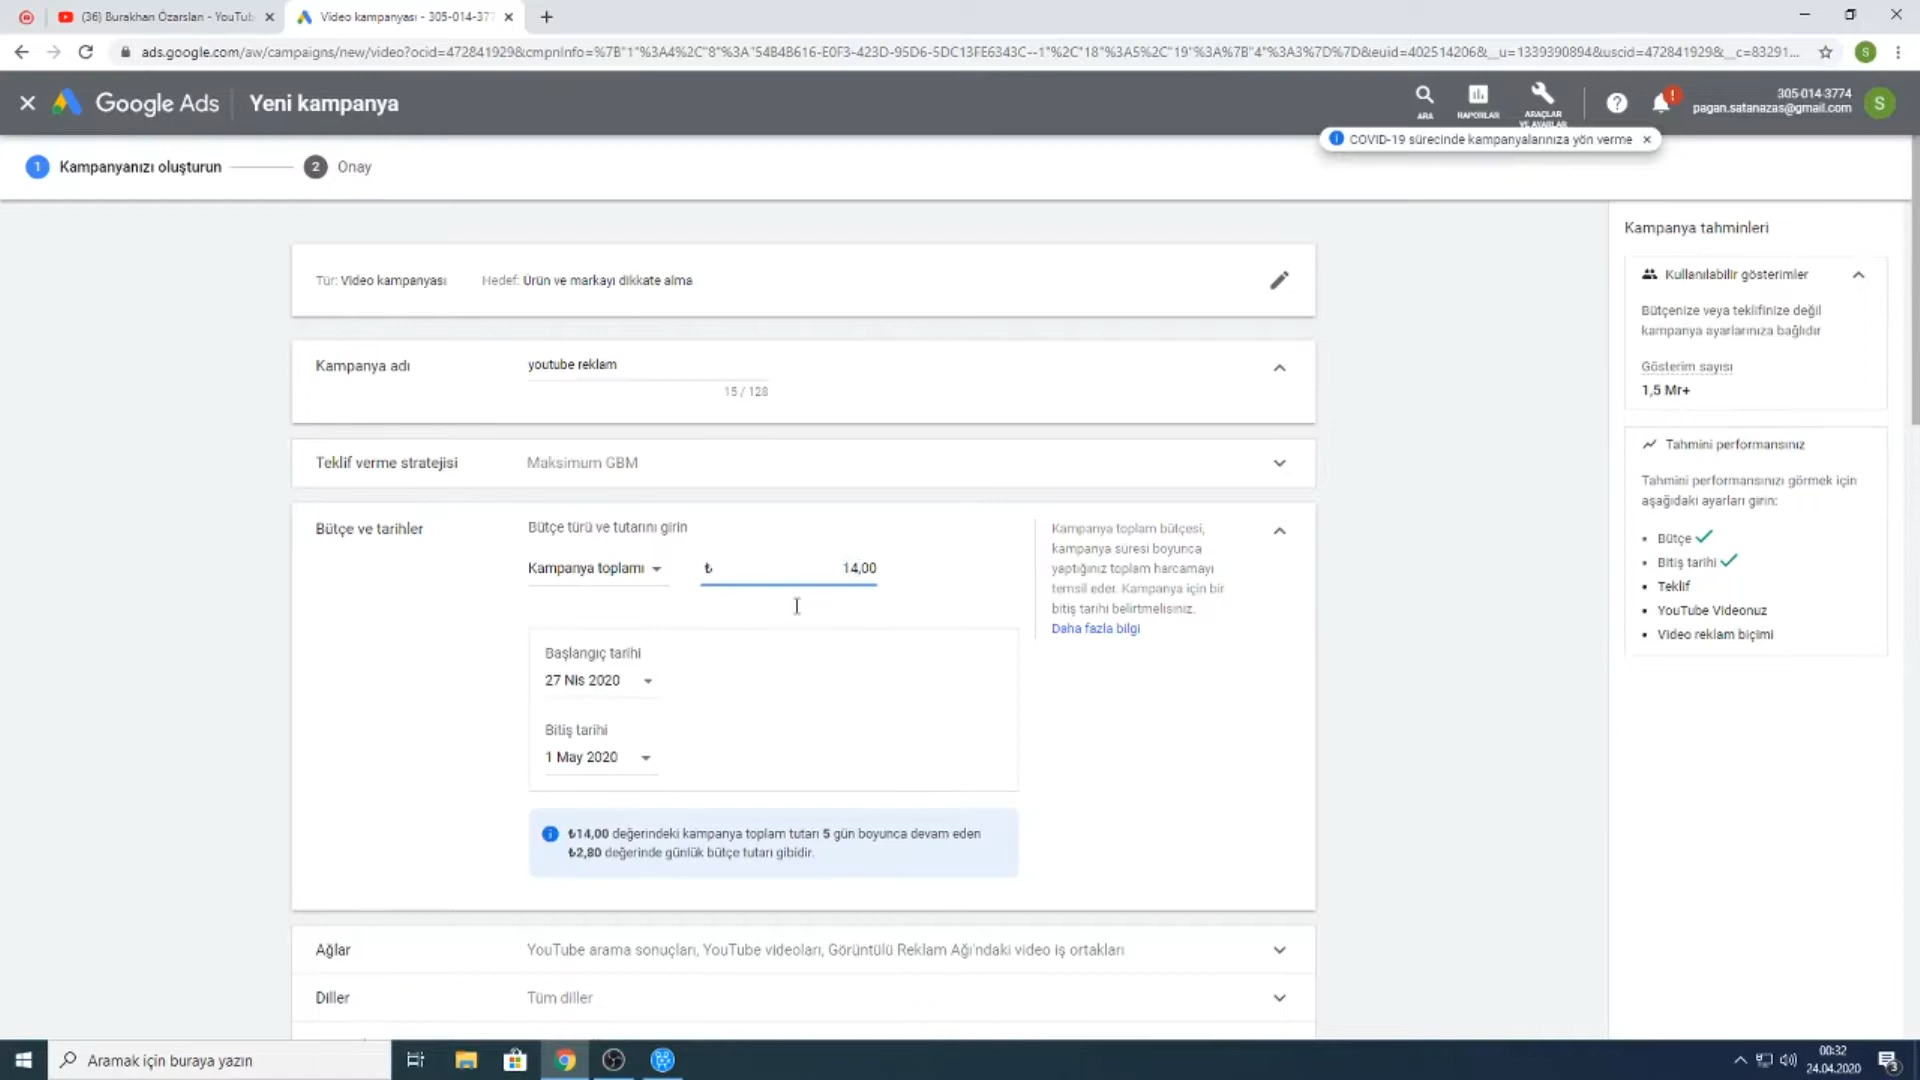 (36) Burakhan Özarslan - YouTub
Video kampanyası - 305-014-377
ads.google.com/aw/campaigns/new/video?ocid=472841929&cmpnInfo=%7B"1"%3A4%2C"8"%3A"54B4B616-E0F3-423D-95D6-5DC13FE6343C--1"%2C"18"%3A5%2C"19"%3A%7B"4"%3A3%7D%7D&euid=402514206&__u=1339390894&uscid=472841929&__c=83291...
S
Google Ads
Yeni kampanya
ARA
RAPORLAR
ARAÇLAR
VE AYARLAR
305-014-3774
pagan.satanazas@gmail.com
S
COVID-19 sürecinde kampanyalarınıza yön verme
1 Kampanyanızı oluşturun
2 Onay
Tür: Video kampanyası
Hedef: Ürün ve markayı dikkate alma
Kampanya adı
youtube reklam
15 / 128
Teklif verme stratejisi
Maksimum GBM
Bütçe ve tarihler
Bütçe türü ve tutarını girin
Kampanya toplamı
₺ 14,00
Başlangıç tarihi
27 Nis 2020
Bitiş tarihi
1 May 2020
₺14,00 değerindeki kampanya toplam tutarı 5 gün boyunca devam eden
₺2,80 değerinde günlük bütçe tutarı gibidir.
Kampanya toplam bütçesi,
kampanya süresi boyunca
yaptığınız toplam harcamayı
temsil eder. Kampanya için bir
bitiş tarihi belirtmelisiniz.
Daha fazla bilgi
Ağlar
YouTube arama sonuçları, YouTube videoları, Görüntülü Reklam Ağı'ndaki video iş ortakları
Diller
Tüm diller
Kampanya tahminleri
Kullanılabilir gösterimler
Bütçenize veya teklifinize değil
kampanya ayarlarınıza bağlıdır
Gösterim sayısı
1,5 Mr+
Tahmini performansınız
Tahmini performansınızı görmek için
aşağıdaki ayarları girin:
• Bütçe
• Bitiş tarihi
• Teklif
• YouTube Videonuz
• Video reklam biçimi
Aramak için buraya yazın
00:32
24.04.2020
3